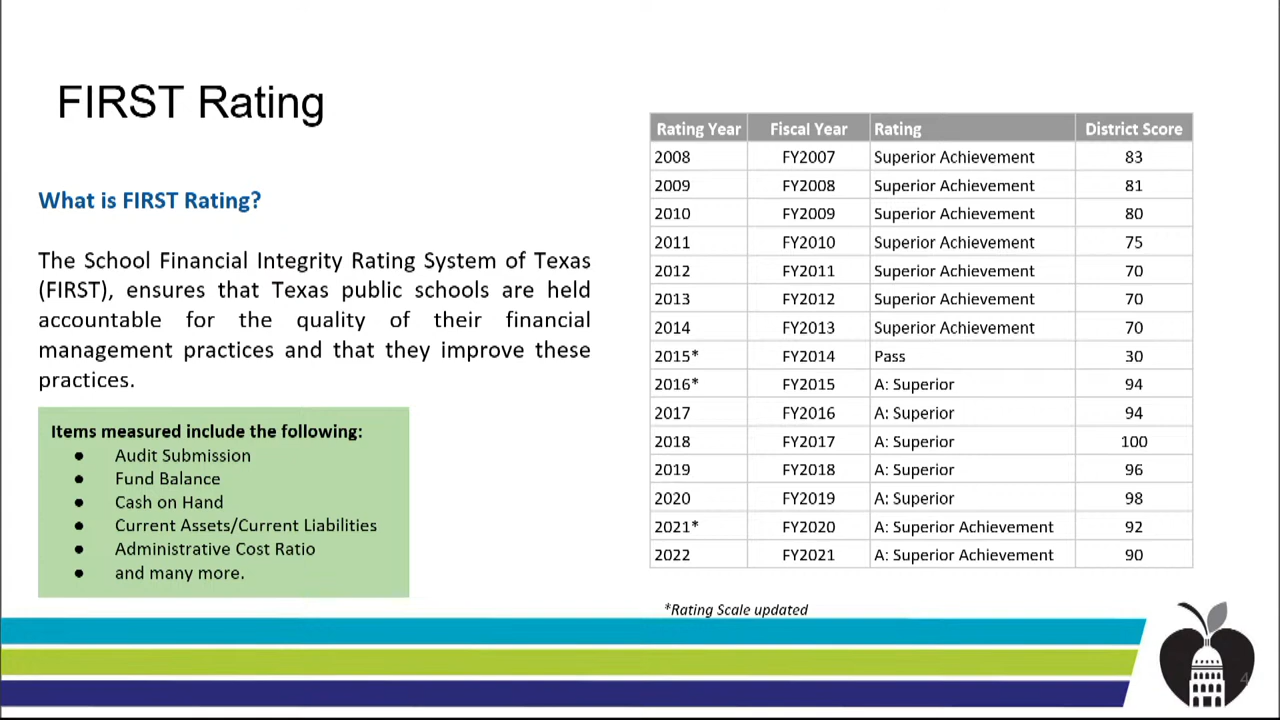 FIRST Rating
What is FIRST Rating?
The School Financial Integrity Rating System of Texas
(FIRST), ensures that Texas public schools are held
accountable for the quality of their financial
management practices and that they improve these
practices.
Items measured include the following:
● Audit Submission
● Fund Balance
● Cash on Hand
● Current Assets/Current Liabilities
● Administrative Cost Ratio
● and many more.
Rating Year Fiscal Year Rating District Score
2008 FY2007 Superior Achievement 83
2009 FY2008 Superior Achievement 81
2010 FY2009 Superior Achievement 80
2011 FY2010 Superior Achievement 75
2012 FY2011 Superior Achievement 70
2013 FY2012 Superior Achievement 70
2014 FY2013 Superior Achievement 70
2015* FY2014 Pass 30
2016* FY2015 A: Superior 94
2017 FY2016 A: Superior 94
2018 FY2017 A: Superior 100
2019 FY2018 A: Superior 96
2020 FY2019 A: Superior 98
2021* FY2020 A: Superior Achievement 92
2022 FY2021 A: Superior Achievement 90
*Rating Scale updated
4